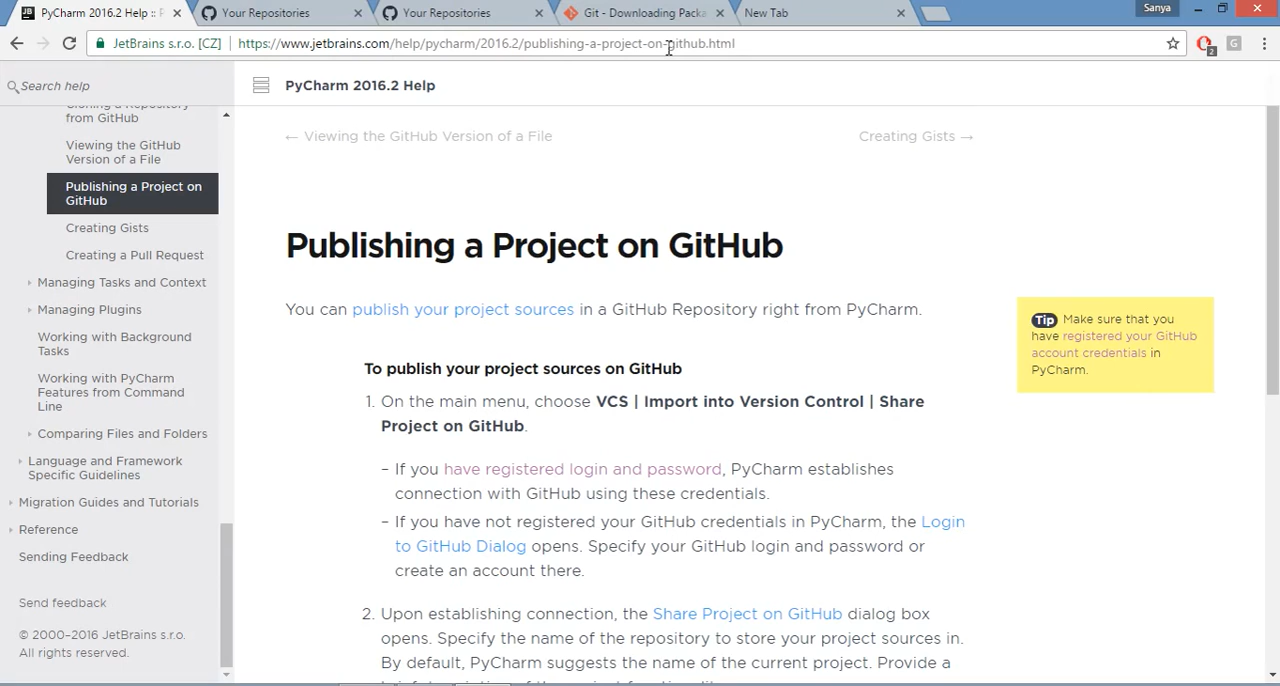 PyCharm 2016.2 Help :: P
Your Repositories
Your Repositories
Git - Downloading Packa
New Tab
Sanya
JetBrains s.r.o. [CZ]
https://www.jetbrains.com/help/pycharm/2016.2/publishing-a-project-on-github.html
2
G
Search help
PyCharm 2016.2 Help
Cloning a Repository
from GitHub
Viewing the GitHub
Version of a File
Publishing a Project on
GitHub
Creating Gists
Creating a Pull Request
Managing Tasks and Context
Managing Plugins
Working with Background
Tasks
Working with PyCharm
Features from Command
Line
Comparing Files and Folders
Language and Framework
Specific Guidelines
Migration Guides and Tutorials
Reference
Sending Feedback
Send feedback
© 2000–2016 JetBrains s.r.o.
All rights reserved.
← Viewing the GitHub Version of a File
Creating Gists →
Publishing a Project on GitHub
You can publish your project sources in a GitHub Repository right from PyCharm.
Tip Make sure that you
have registered your GitHub
account credentials in
PyCharm.
To publish your project sources on GitHub
1. On the main menu, choose VCS | Import into Version Control | Share
Project on GitHub.
– If you have registered login and password, PyCharm establishes
connection with GitHub using these credentials.
– If you have not registered your GitHub credentials in PyCharm, the Login
to GitHub Dialog opens. Specify your GitHub login and password or
create an account there.
2. Upon establishing connection, the Share Project on GitHub dialog box
opens. Specify the name of the repository to store your project sources in.
By default, PyCharm suggests the name of the current project. Provide a